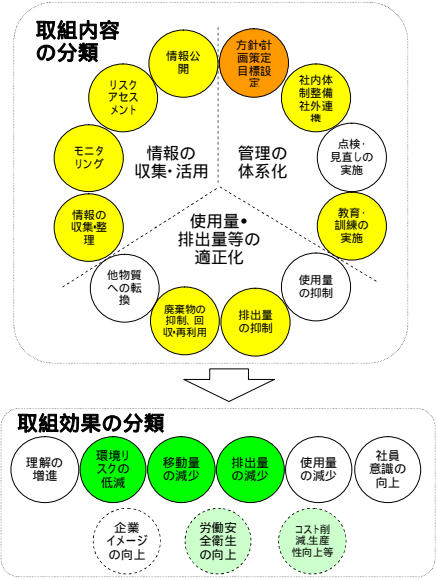 取組内容
の分類
情報公
開
方針・計
画策定
目標設
定
リスク
アセス
メント
社内体
制整備
社外連
携
モニタ
リング
情報の
収集・活用
管理の
体系化
点検・
見直しの
実施
情報の
収集・整
理
使用量・
排出量等の
適正化
教育・
訓練の
実施
他物質
への転
換
使用量
の抑制
廃棄物の
抑制、回
収・再利用
排出量
の抑制
取組効果の分類
理解の
増進
環境リ
スクの
低減
移動量
の減少
排出量
の減少
使用量
の減少
社員
意識の
向上
企業
イメージ
の向上
労働安
全衛生
の向上
コスト削
減,生産
性向上等